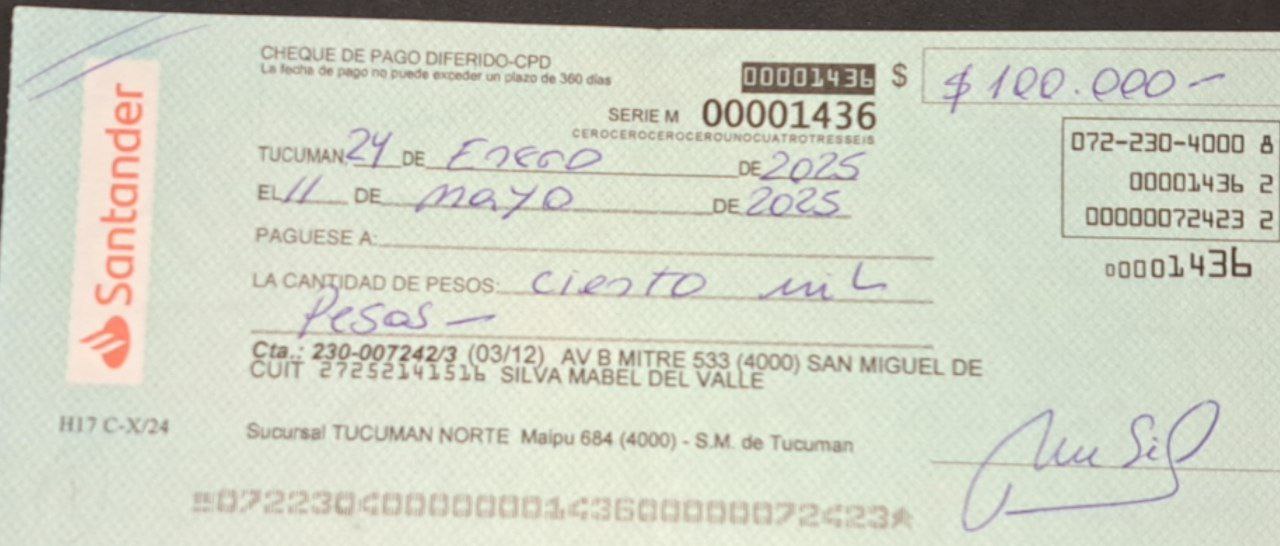 CHEQUE DE PAGO DIFERIDO-CPD
La fecha de pago no puede exceder un plazo de 360 días
00001436 $ $ 100.000-
SERIE M 00001436
CEROCEROCEROCEROUNOCUATROTRESSEIS
072-230-4000 8
00001436 2
00000072423 2
00001436
TUCUMAN, 24 DE Enero DE 2025
EL 11 DE mayo DE 2025
PAGUESE A:
LA CANTIDAD DE PESOS: ciento mil
Pesos —
Cta.: 230-007242/3 (03/12) AV B MITRE 533 (4000) SAN MIGUEL DE
CUIT 27252141516 SILVA MABEL DEL VALLE
Santander
H17 C-X/24
Sucursal TUCUMAN NORTE Maipu 684 (4000) - S.M. de Tucuman
07223040000000143600000072423